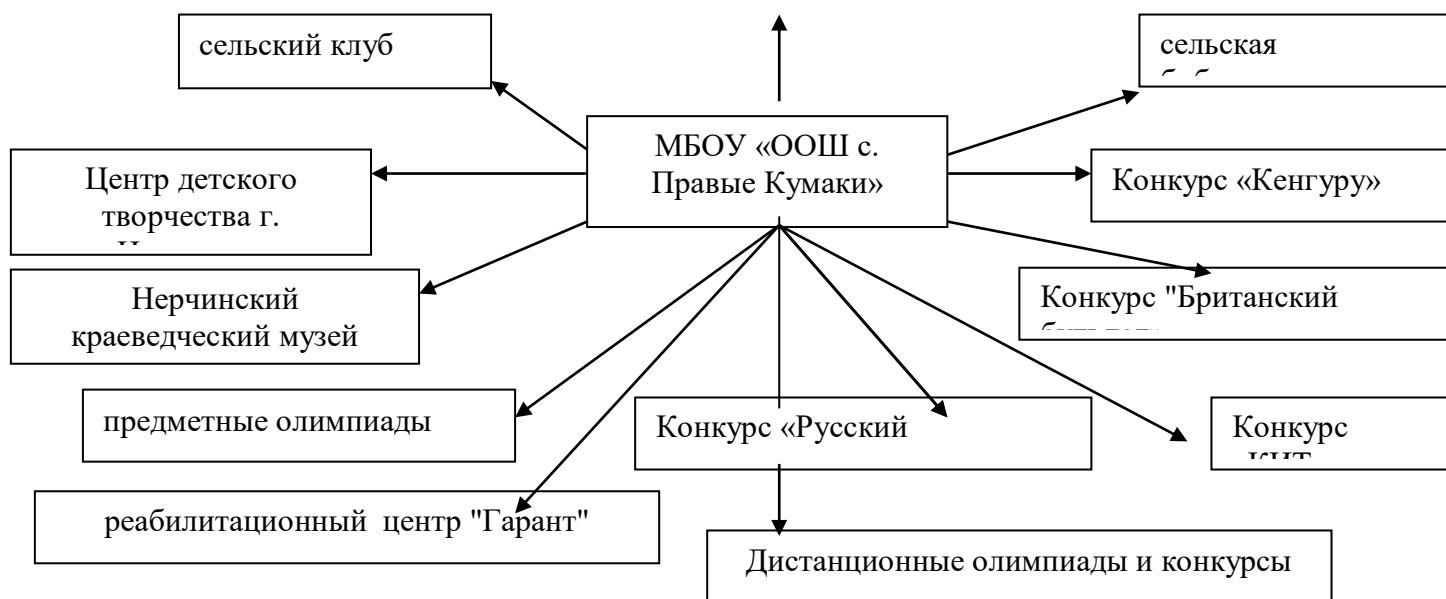 сельский клуб
сельская
МБОУ «ООШ с.
Правые Кумаки»
Центр детского
творчества г.
Конкурс «Кенгуру»
Нерчинский
краеведческий музей
Конкурс "Британский
предметные олимпиады
Конкурс «Русский
Конкурс
реабилитационный центр "Гарант"
Дистанционные олимпиады и конкурсы